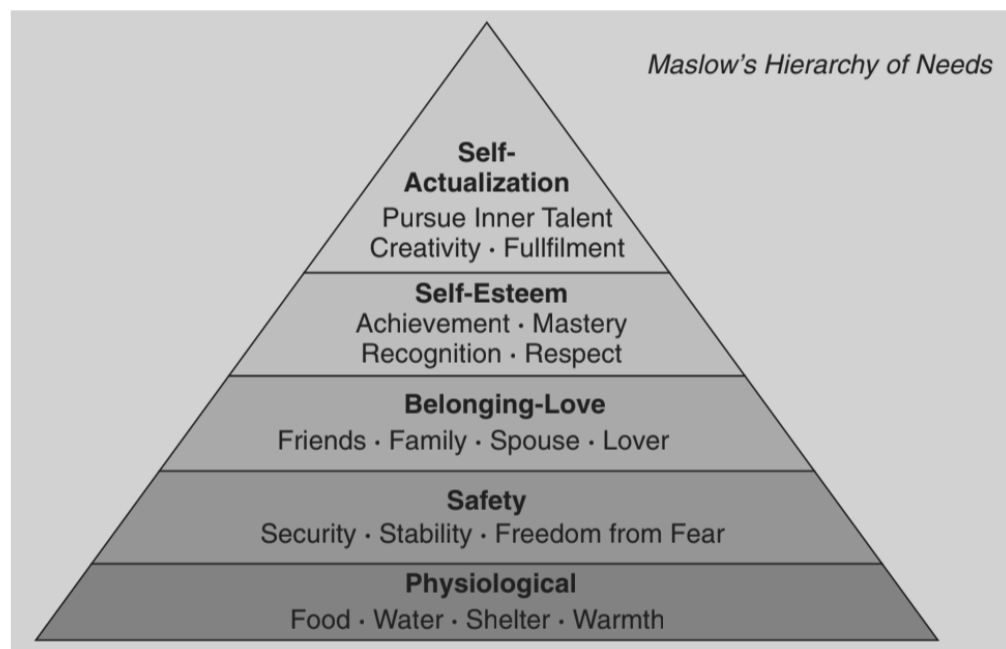 Maslow's Hierarchy of Needs
Self-
Actualization
Pursue Inner Talent
Creativity · Fullfilment
Self-Esteem
Achievement · Mastery
Recognition · Respect
Belonging-Love
Friends · Family · Spouse · Lover
Safety
Security · Stability · Freedom from Fear
Physiological
Food · Water · Shelter · Warmth